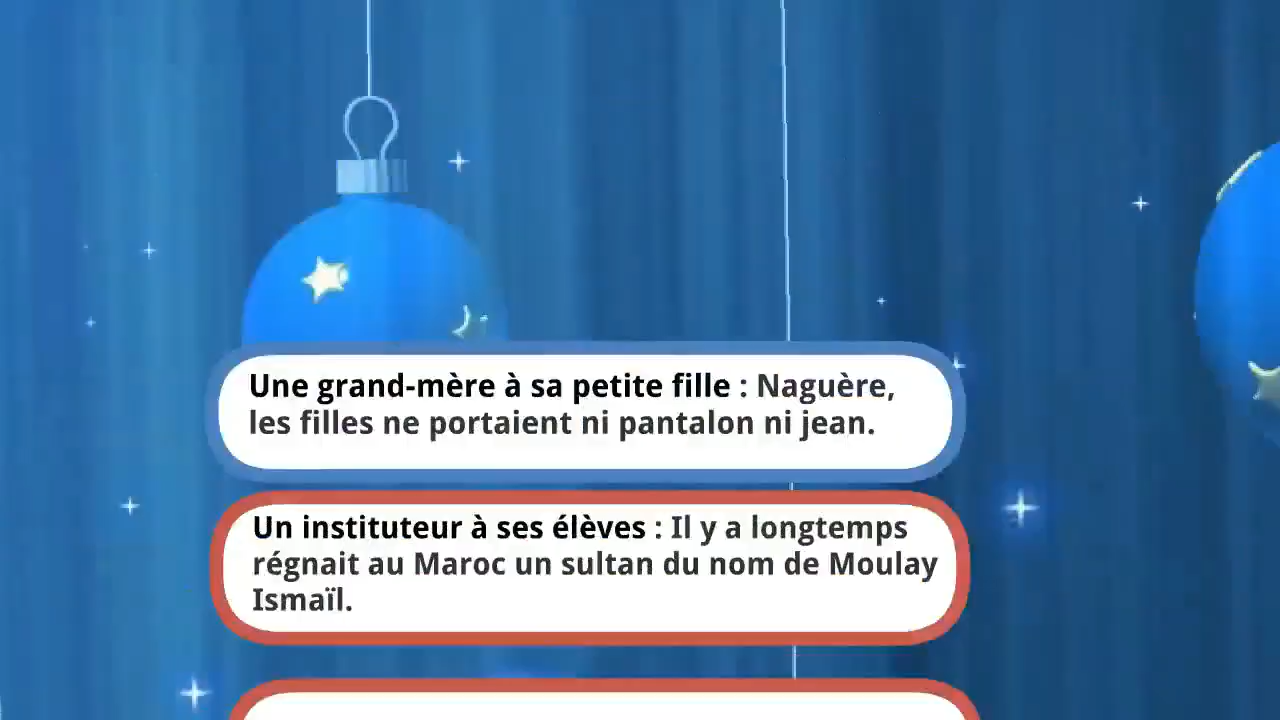 Une grand-mère à sa petite fille : Naguère,
les filles ne portaient ni pantalon ni jean.
Un instituteur à ses élèves : Il y a longtemps
régnait au Maroc un sultan du nom de Moulay
Ismaïl.